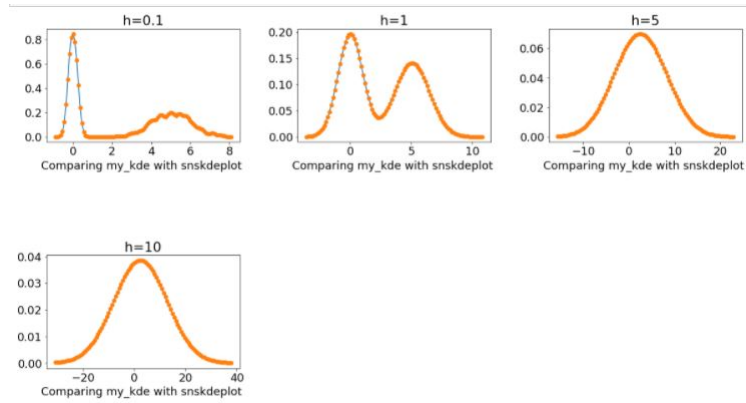 h=0.1
0.8
0.6
0.4
0.2
0.0
0 2 4 6 8
Comparing my_kde with snskdeplot
h=1
0.20
0.15
0.10
0.05
0.00
0 5 10
Comparing my_kde with snskdeplot
h=5
0.06
0.04
0.02
0.00
−10 0 10 20
Comparing my_kde with snskdeplot
h=10
0.04
0.03
0.02
0.01
0.00
−20 0 20 40
Comparing my_kde with snskdeplot